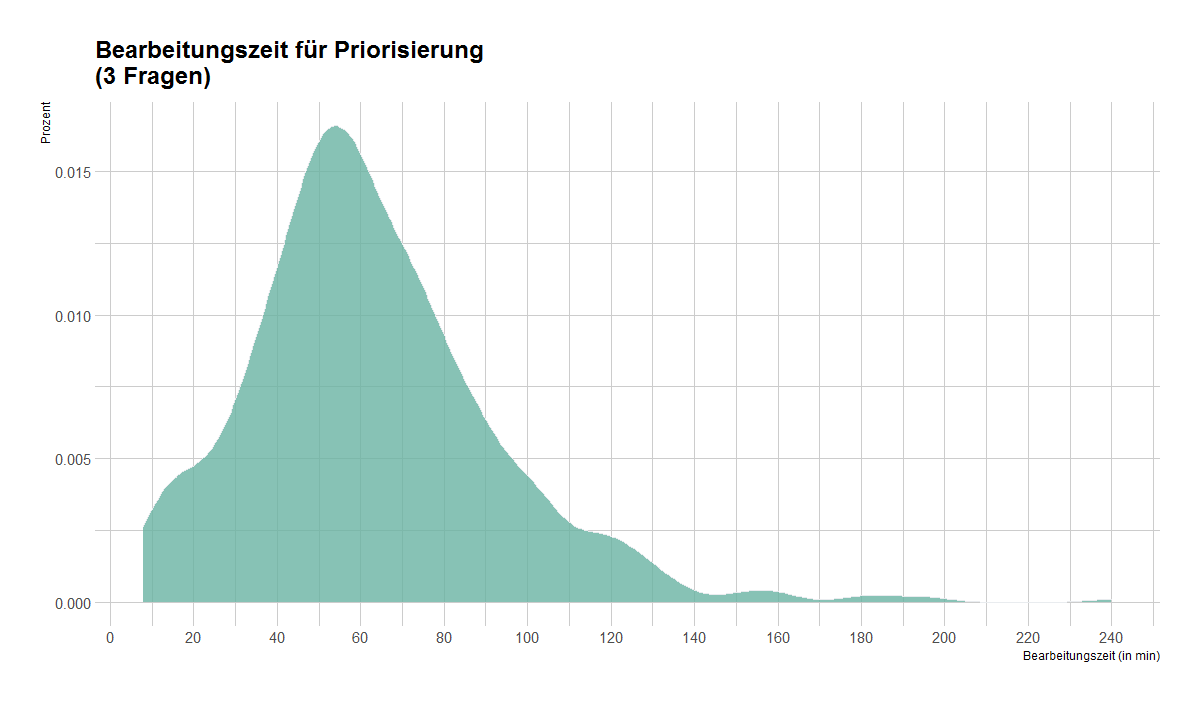 Bearbeitungszeit für Priorisierung
(3 Fragen)
Prozent
0.015
0.010
0.005
0.000
0 20 40 60 80 100 120 140 160 180 200 220 240
Bearbeitungszeit (in min)